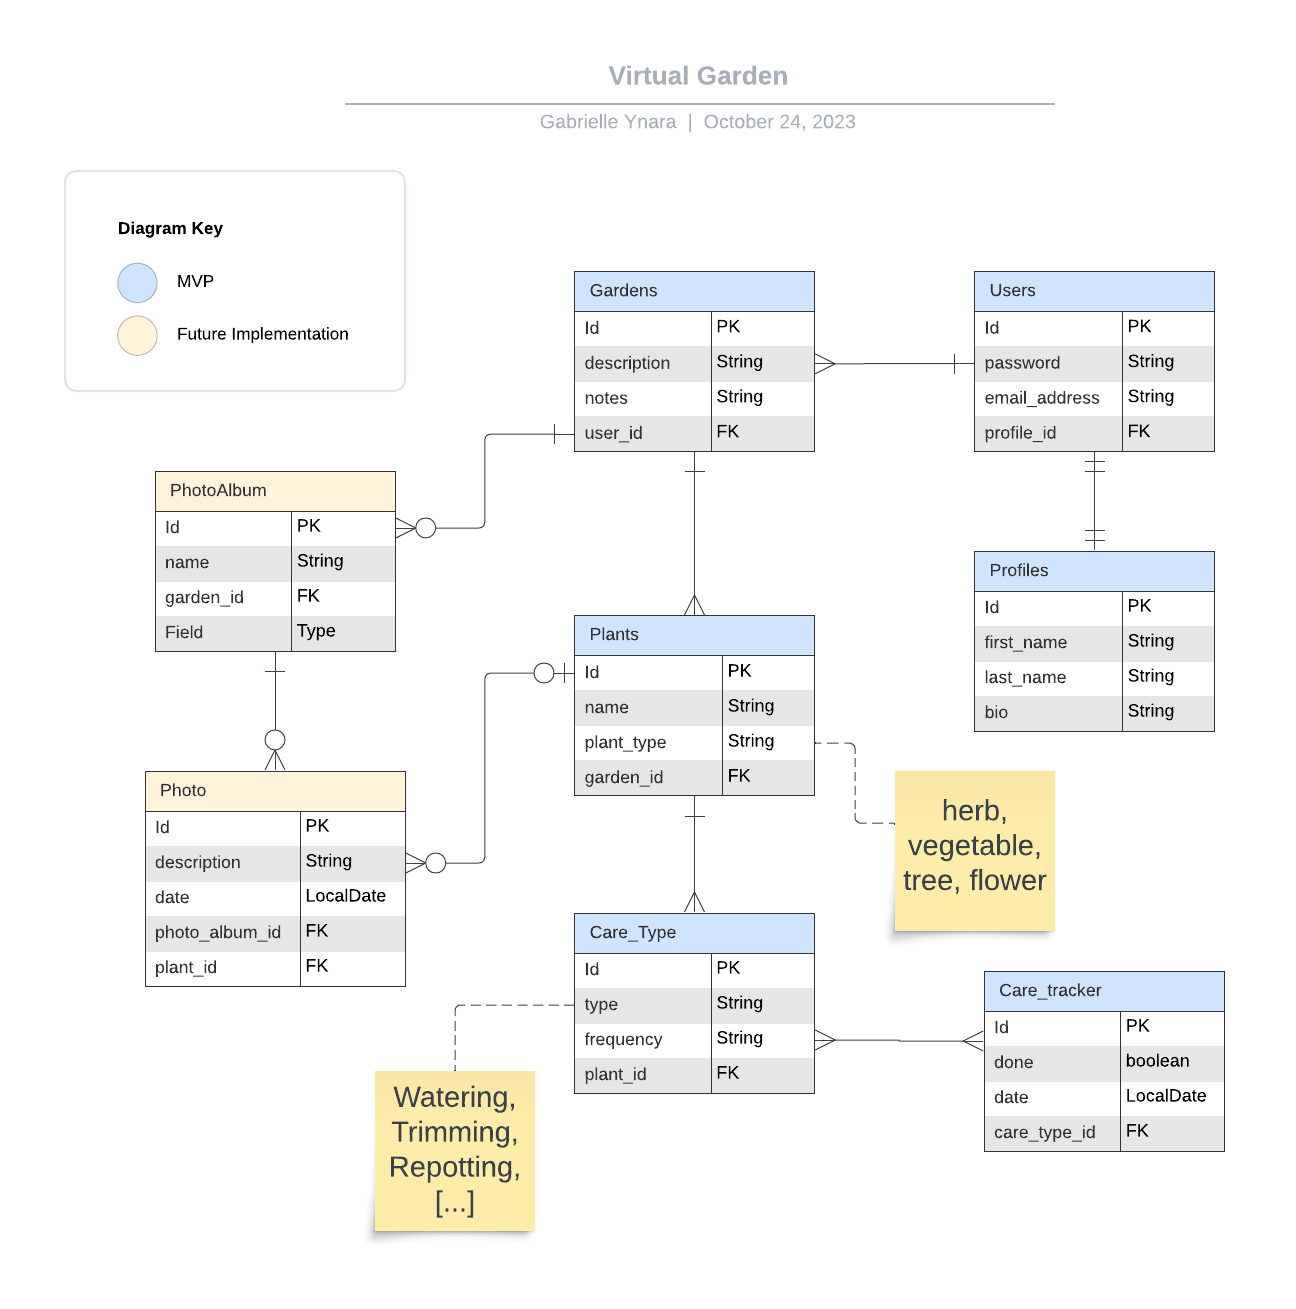 Virtual Garden
Gabrielle Ynara | October 24, 2023
Diagram Key
MVP
Future Implementation
Gardens
Id PK
description String
notes String
user_id FK
Users
Id PK
password String
email_address String
profile_id FK
PhotoAlbum
Id PK
name String
garden_id FK
Field Type
Profiles
Id PK
first_name String
last_name String
bio String
Plants
Id PK
name String
plant_type String
garden_id FK
Photo
Id PK
description String
date LocalDate
photo_album_id FK
plant_id FK
herb,
vegetable,
tree, flower
Care_Type
Id PK
type String
frequency String
plant_id FK
Care_tracker
Id PK
done boolean
date LocalDate
care_type_id FK
Watering,
Trimming,
Repotting,
[...]